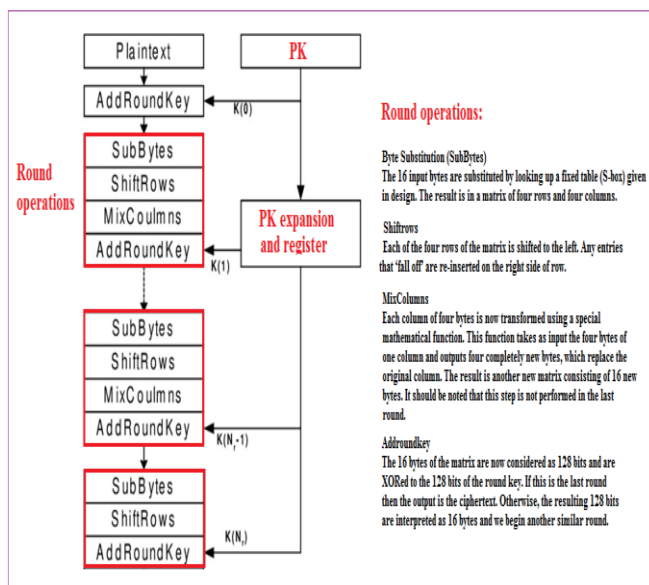 Plaintext
PK
AddRoundKey
K(0)
Round operations:
SubBytes
ShiftRows
MixCoulmns
AddRoundKey
Round
operations
PK expansion
and register
K(1)
SubBytes
ShiftRows
MixCoulmns
AddRoundKey
K(Nr-1)
SubBytes
ShiftRows
AddRoundKey
K(Nr)
Byte Substitution (SubBytes)
The 16 input bytes are substituted by looking up a fixed table (S-box) given
in design. The result is in a matrix of four rows and four columns.
Shiftrows
Each of the four rows of the matrix is shifted to the left. Any entries
that ‘fall off’ are re-inserted on the right side of row.
MixColumns
Each column of four bytes is now transformed using a special
mathematical function. This function takes as input the four bytes of
one column and outputs four completely new bytes, which replace the
original column. The result is another new matrix consisting of 16 new
bytes. It should be noted that this step is not performed in the last
round.
Addroundkey
The 16 bytes of the matrix are now considered as 128 bits and are
XORed to the 128 bits of the round key. If this is the last round
then the output is the ciphertext. Otherwise, the resulting 128 bits
are interpreted as 16 bytes and we begin another similar round.